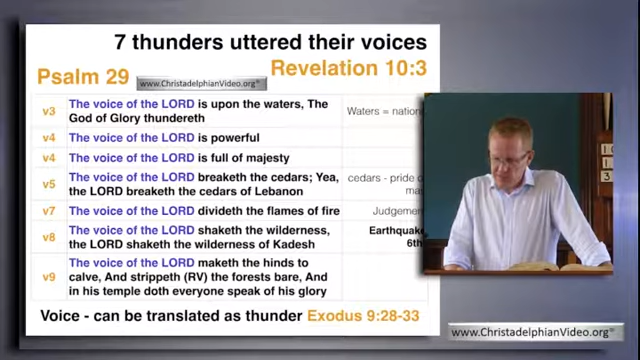 7 thunders uttered their voices
Psalm 29
Revelation 10:3
www.ChristadelphianVideo.org®
v3 The voice of the LORD is upon the waters, The
God of Glory thundereth
Waters =
v4 The voice of the LORD is powerful
v4 The voice of the LORD is full of majesty
v5 The voice of the LORD breaketh the cedars; Yea,
the LORD breaketh the cedars of Lebanon
cedars - pride
v7 The voice of the LORD divideth the flames of fire
Judgement
v8 The voice of the LORD shaketh the wilderness,
the LORD shaketh the wilderness of Kadesh
Earthquake
6th
v9 The voice of the LORD maketh the hinds to
calve, And strippeth (RV) the forests bare, And
in his temple doth everyone speak of his glory
Voice - can be translated as thunder Exodus 9:28-33
www.ChristadelphianVideo.org®